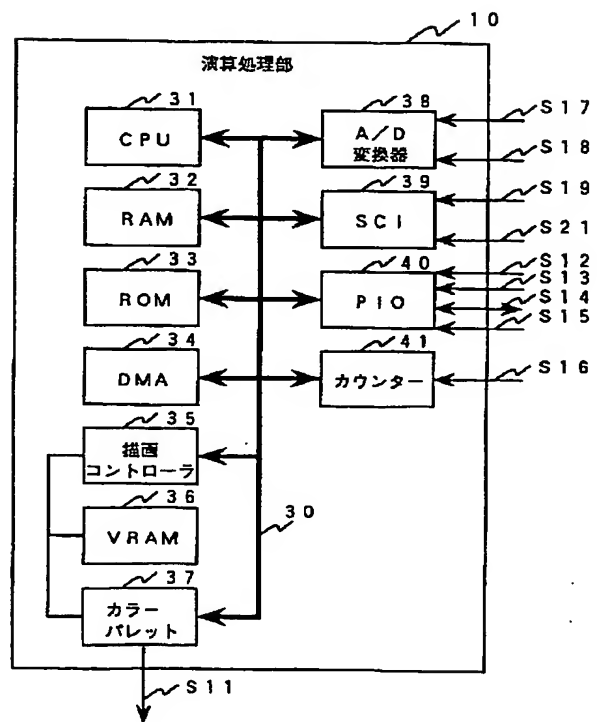 10
演算処理部
31
CPU
38
A/D
変換器
S17
S18
32
RAM
39
SCI
S19
S21
33
ROM
40
PIO
S12
S13
S14
S15
34
DMA
41
カウンター
S16
35
描画
コントローラ
36
VRAM
30
37
カラー
パレット
S11